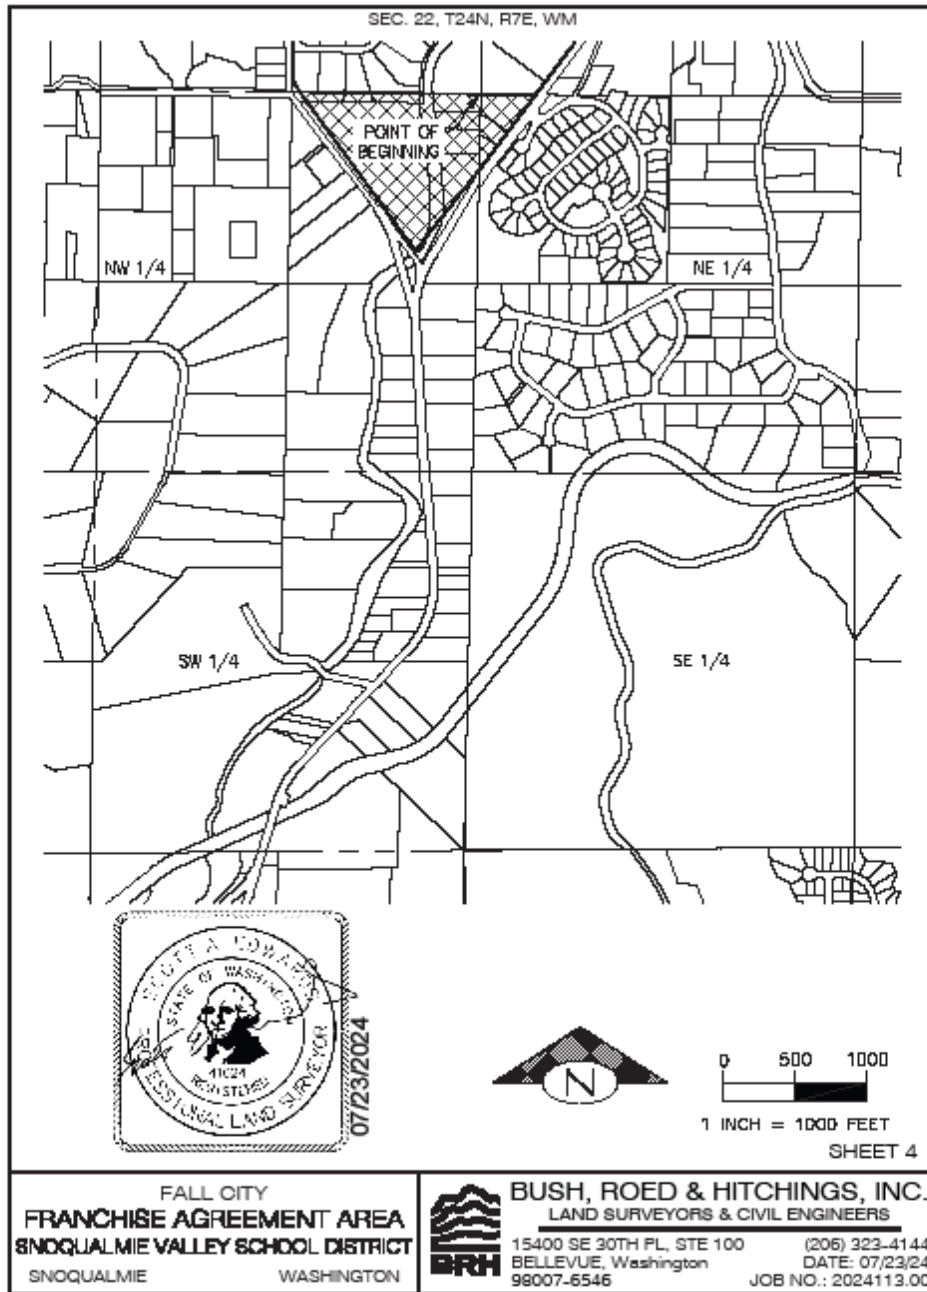 SEC. 22, T24N, R7E, WM
POINT OF
BEGINNING
NW 1/4
NE 1/4
SW 1/4
SE 1/4
SCOTT A. EDWARDS
STATE OF WASHINGTON
41024
REGISTERED
PROFESSIONAL LAND SURVEYOR
07/23/2024
N
0 500 1000
1 INCH = 1000 FEET
SHEET 4
FALL CITY
FRANCHISE AGREEMENT AREA
SNOQUALMIE VALLEY SCHOOL DISTRICT
SNOQUALMIE WASHINGTON
BRH
BUSH, ROED & HITCHINGS, INC.
LAND SURVEYORS & CIVIL ENGINEERS
15400 SE 30TH PL, STE 100 (206) 323-4144
BELLEVUE, Washington DATE: 07/23/24
98007-6546 JOB NO.: 2024113.00